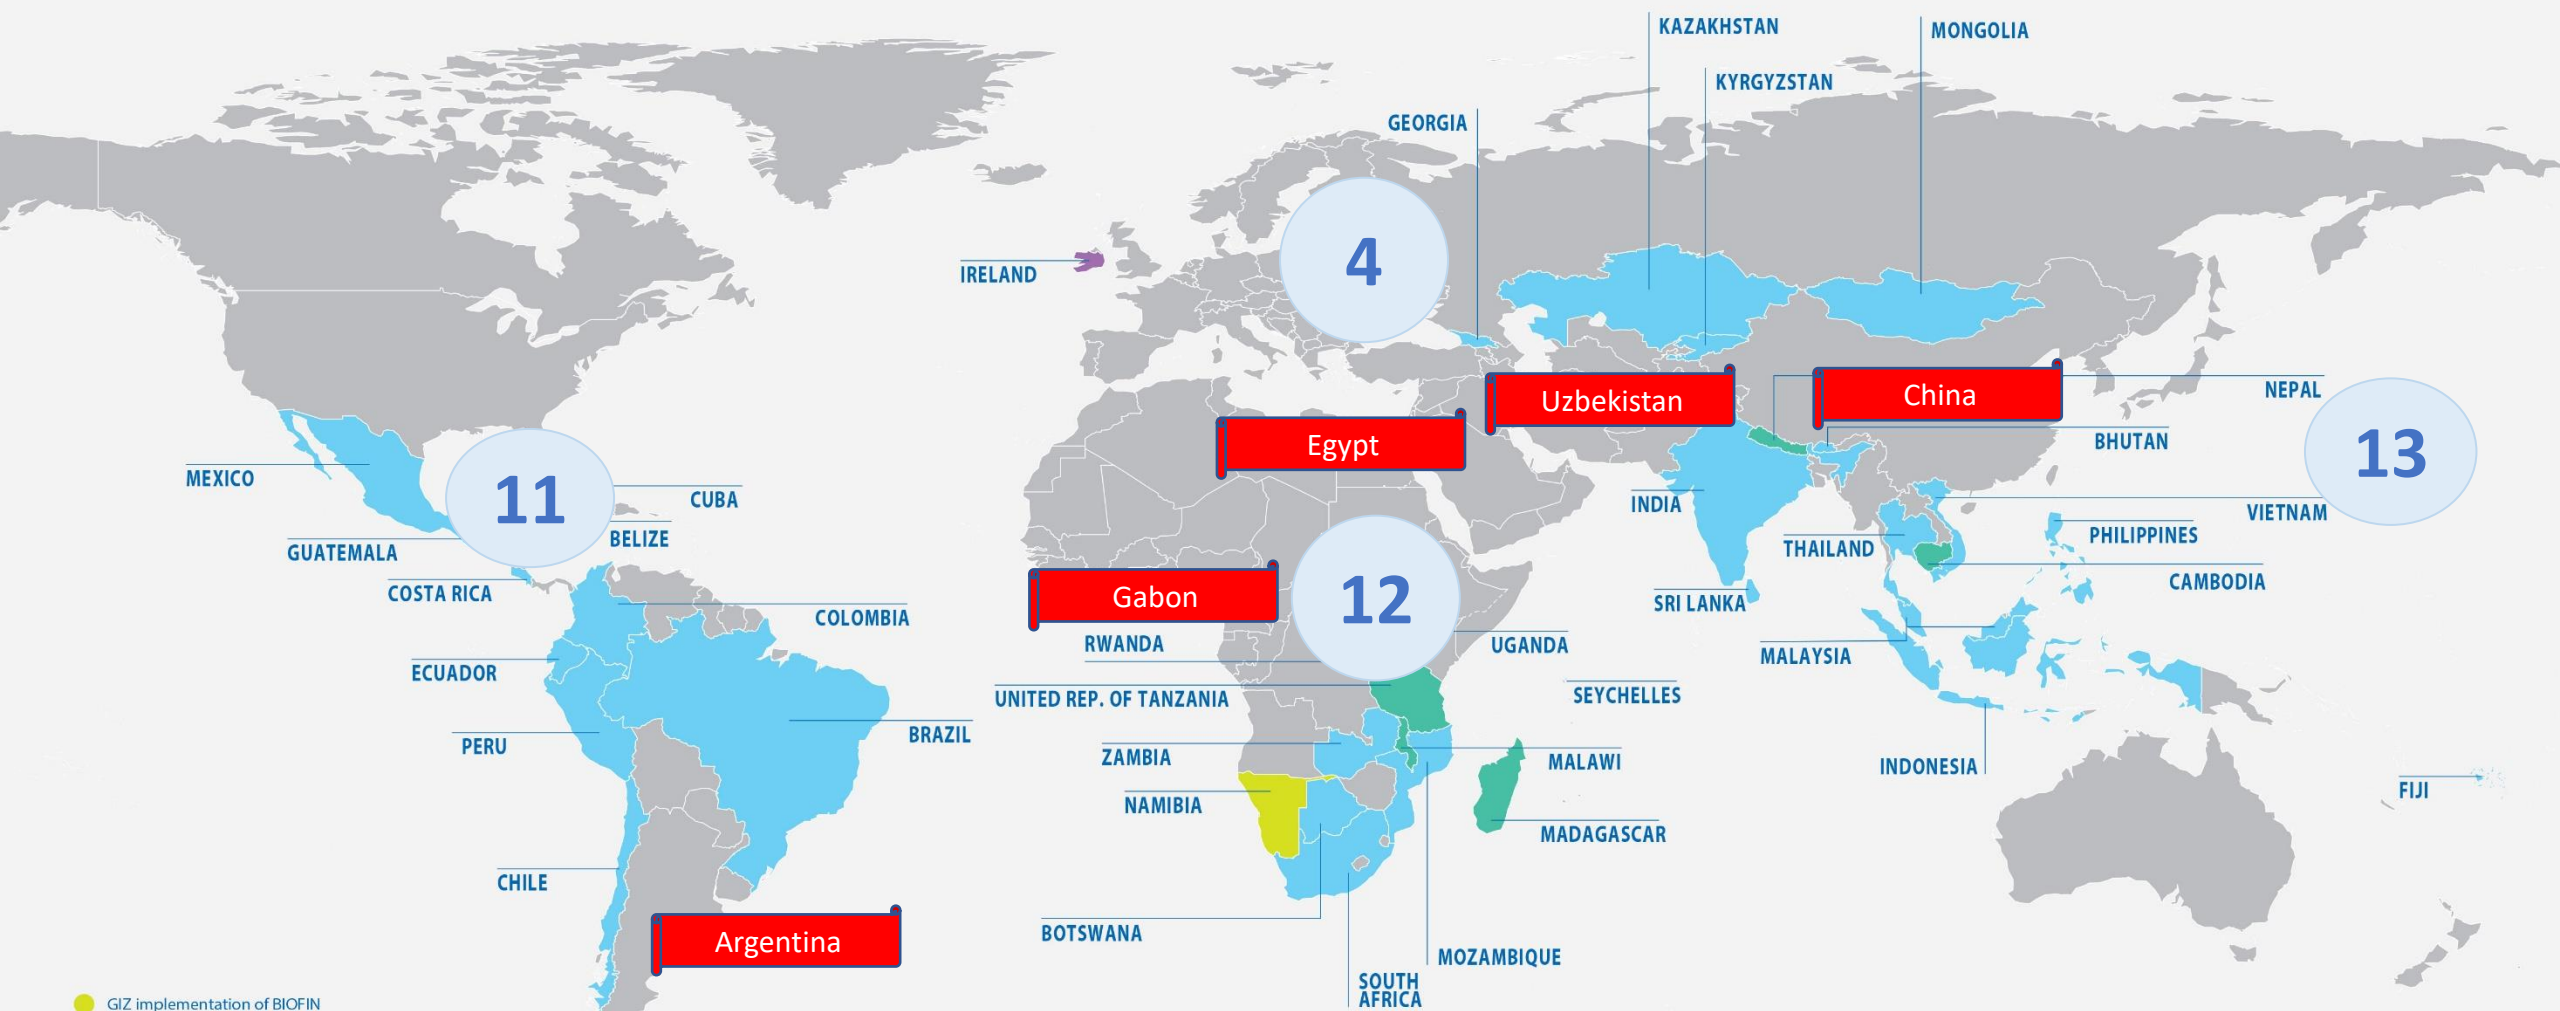 KAZAKHSTAN
MONGOLIA
KYRGYZSTAN
GEORGIA
4
IRELAND
Uzbekistan
China
NEPAL
Egypt
BHUTAN
13
MEXICO
11
CUBA
INDIA
VIETNAM
BELIZE
PHILIPPINES
GUATEMALA
THAILAND
CAMBODIA
COSTA RICA
Gabon
12
SRI LANKA
COLOMBIA
RWANDA
UGANDA
MALAYSIA
ECUADOR
UNITED REP. OF TANZANIA
SEYCHELLES
BRAZIL
PERU
ZAMBIA
MALAWI
INDONESIA
NAMIBIA
FIJI
MADAGASCAR
CHILE
Argentina
BOTSWANA
MOZAMBIQUE
SOUTH
AFRICA
GIZ implementation of BIOFIN